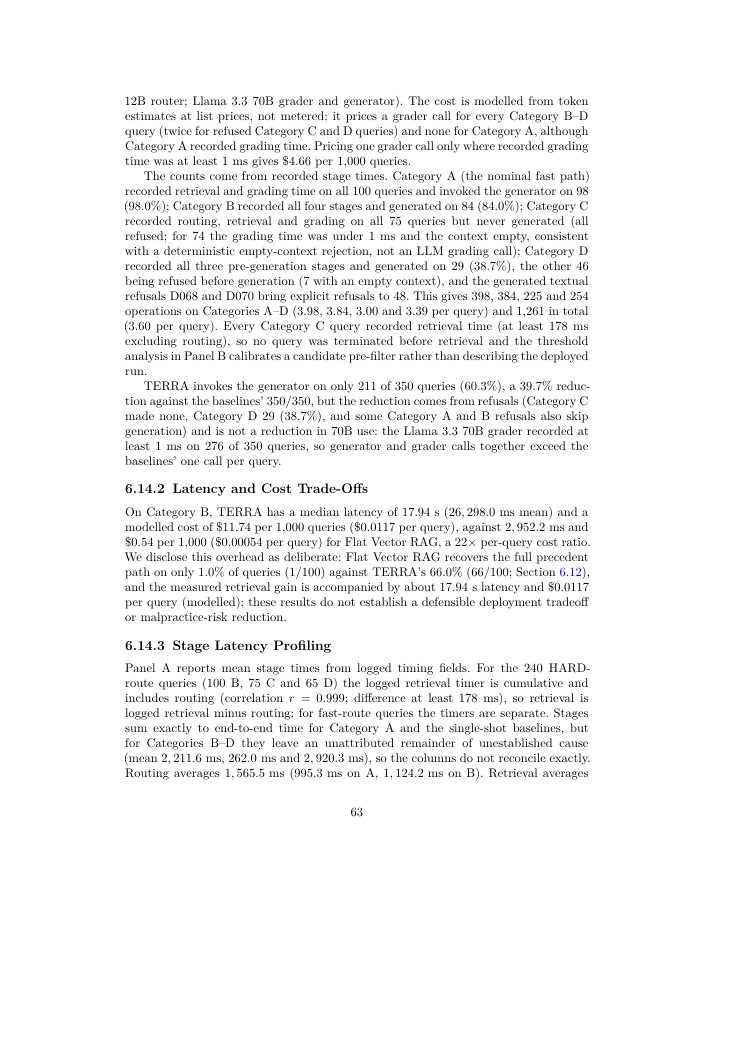 12B router; Llama 3.3 70B grader and generator). The cost is modelled from token
estimates at list prices, not metered; it prices a grader call for every Category B–D
query (twice for refused Category C and D queries) and none for Category A, although
Category A recorded grading time. Pricing one grader call only where recorded grading
time was at least 1 ms gives $4.66 per 1,000 queries.
The counts come from recorded stage times. Category A (the nominal fast path)
recorded retrieval and grading time on all 100 queries and invoked the generator on 98
(98.0%); Category B recorded all four stages and generated on 84 (84.0%); Category C
recorded routing, retrieval and grading on all 75 queries but never generated (all
refused; for 74 the grading time was under 1 ms and the context empty, consistent
with a deterministic empty-context rejection, not an LLM grading call); Category D
recorded all three pre-generation stages and generated on 29 (38.7%), the other 46
being refused before generation (7 with an empty context), and the generated textual
refusals D068 and D070 bring explicit refusals to 48. This gives 398, 384, 225 and 254
operations on Categories A–D (3.98, 3.84, 3.00 and 3.39 per query) and 1,261 in total
(3.60 per query). Every Category C query recorded retrieval time (at least 178 ms
excluding routing), so no query was terminated before retrieval and the threshold
analysis in Panel B calibrates a candidate pre-filter rather than describing the deployed
run.
TERRA invokes the generator on only 211 of 350 queries (60.3%), a 39.7% reduc-
tion against the baselines’ 350/350, but the reduction comes from refusals (Category C
made none, Category D 29 (38.7%), and some Category A and B refusals also skip
generation) and is not a reduction in 70B use: the Llama 3.3 70B grader recorded at
least 1 ms on 276 of 350 queries, so generator and grader calls together exceed the
baselines’ one call per query.
6.14.2 Latency and Cost Trade-Offs
On Category B, TERRA has a median latency of 17.94 s (26,298.0 ms mean) and a
modelled cost of $11.74 per 1,000 queries ($0.0117 per query), against 2,952.2 ms and
$0.54 per 1,000 ($0.00054 per query) for Flat Vector RAG, a 22× per-query cost ratio.
We disclose this overhead as deliberate: Flat Vector RAG recovers the full precedent
path on only 1.0% of queries (1/100) against TERRA’s 66.0% (66/100; Section 6.12),
and the measured retrieval gain is accompanied by about 17.94 s latency and $0.0117
per query (modelled); these results do not establish a defensible deployment tradeoff
or malpractice-risk reduction.
6.14.3 Stage Latency Profiling
Panel A reports mean stage times from logged timing fields. For the 240 HARD-
route queries (100 B, 75 C and 65 D) the logged retrieval timer is cumulative and
includes routing (correlation r = 0.999; difference at least 178 ms), so retrieval is
logged retrieval minus routing; for fast-route queries the timers are separate. Stages
sum exactly to end-to-end time for Category A and the single-shot baselines, but
for Categories B–D they leave an unattributed remainder of unestablished cause
(mean 2,211.6 ms, 262.0 ms and 2,920.3 ms), so the columns do not reconcile exactly.
Routing averages 1,565.5 ms (995.3 ms on A, 1,124.2 ms on B). Retrieval averages
63